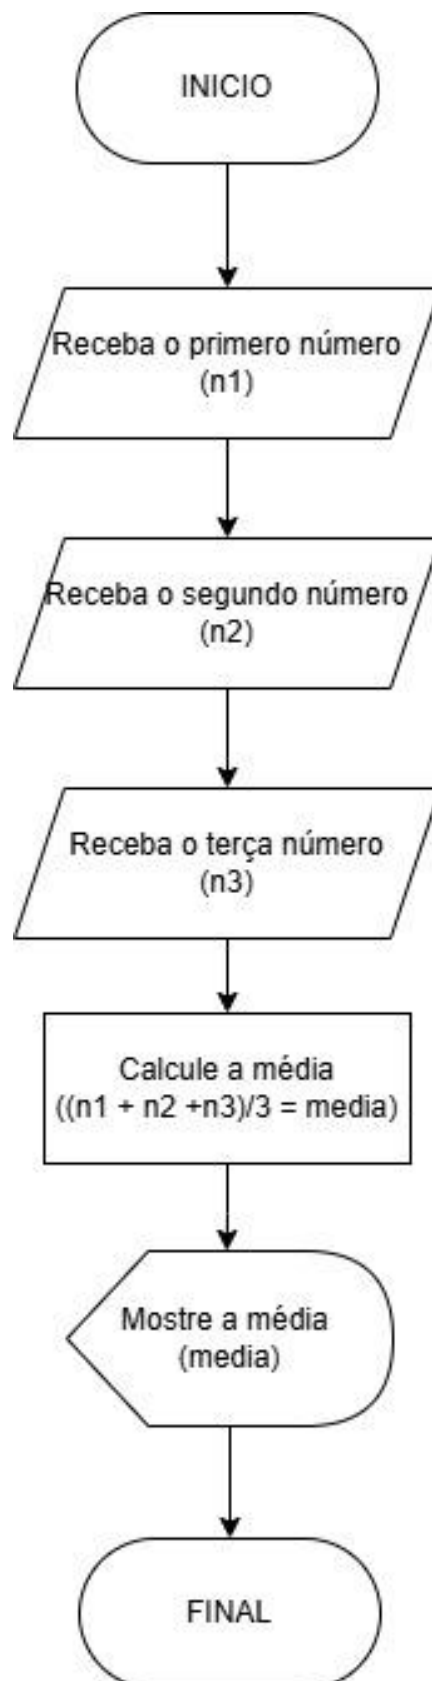 INICIO
Receba o primero número
(n1)
Receba o segundo número
(n2)
Receba o terça número
(n3)
Calcule a média
((n1 + n2 +n3)/3 = media)
Mostre a média
(media)
FINAL